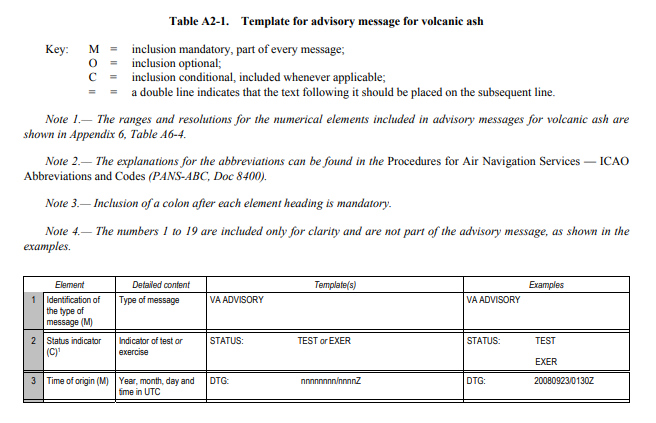 Table A2-1. Template for advisory message for volcanic ash
Key: M = inclusion mandatory, part of every message;
O = inclusion optional;
C = inclusion conditional, included whenever applicable;
= = a double line indicates that the text following it should be placed on the subsequent line.
Note 1.— The ranges and resolutions for the numerical elements included in advisory messages for volcanic ash are
shown in Appendix 6, Table A6-4.
Note 2.— The explanations for the abbreviations can be found in the Procedures for Air Navigation Services — ICAO
Abbreviations and Codes (PANS-ABC, Doc 8400).
Note 3.— Inclusion of a colon after each element heading is mandatory.
Note 4.— The numbers 1 to 19 are included only for clarity and are not part of the advisory message, as shown in the
examples.
Element Detailed content Template(s) Examples
1 Identification of Type of message VA ADVISORY VA ADVISORY
the type of
message (M)
2 Status indicator Indicator of test or STATUS: TEST or EXER STATUS: TEST
(C)¹ exercise
EXER
3 Time of origin (M) Year, month, day and DTG: nnnnnnnn/nnnnZ DTG: 20080923/0130Z
time in UTC